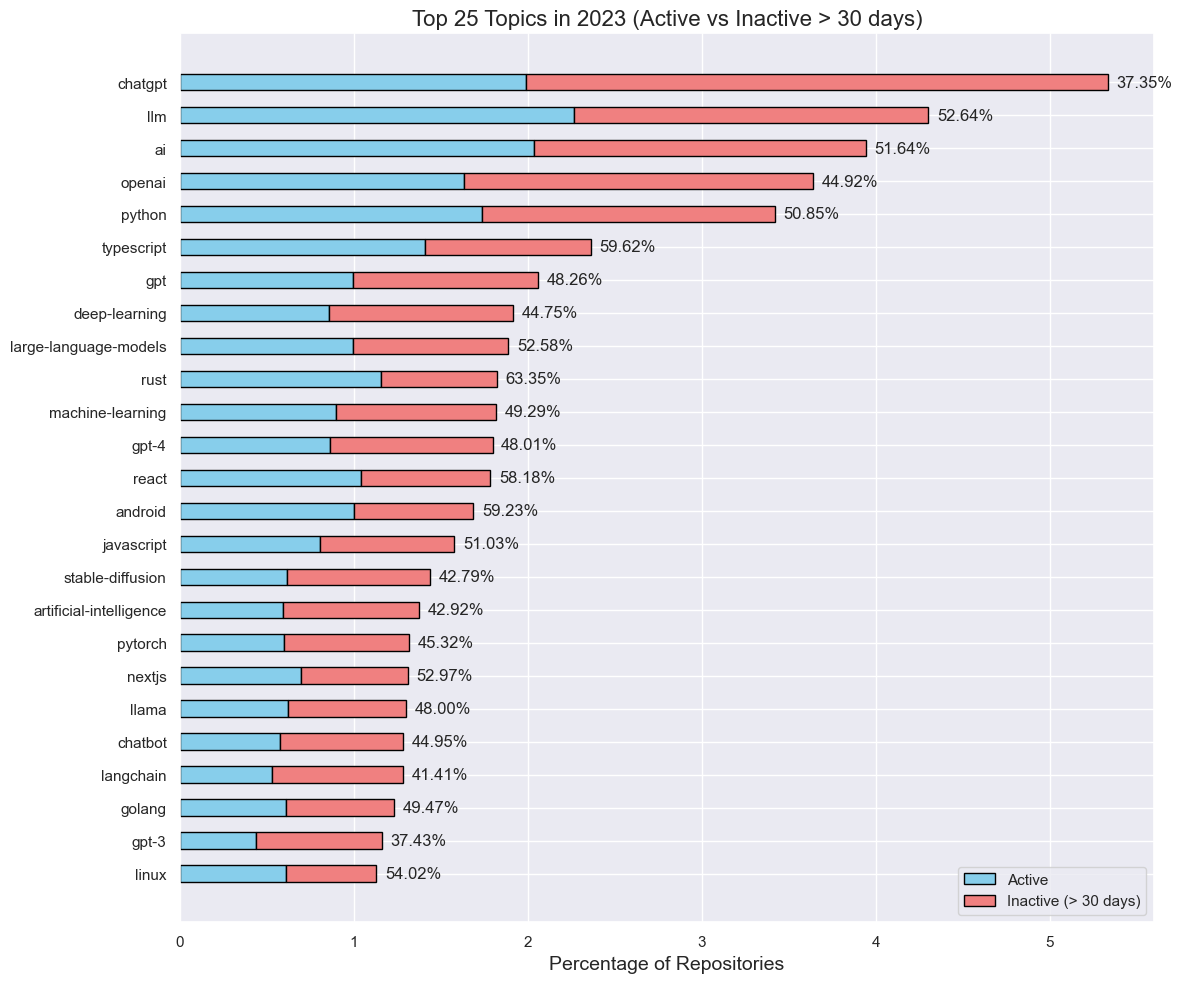 Top 25 Topics in 2023 (Active vs Inactive > 30 days)
chatgpt 37.35%
llm 52.64%
ai 51.64%
openai 44.92%
python 50.85%
typescript 59.62%
gpt 48.26%
deep-learning 44.75%
large-language-models 52.58%
rust 63.35%
machine-learning 49.29%
gpt-4 48.01%
react 58.18%
android 59.23%
javascript 51.03%
stable-diffusion 42.79%
artificial-intelligence 42.92%
pytorch 45.32%
nextjs 52.97%
llama 48.00%
chatbot 44.95%
langchain 41.41%
golang 49.47%
gpt-3 37.43%
linux 54.02%
Active
Inactive (> 30 days)
0 1 2 3 4 5
Percentage of Repositories